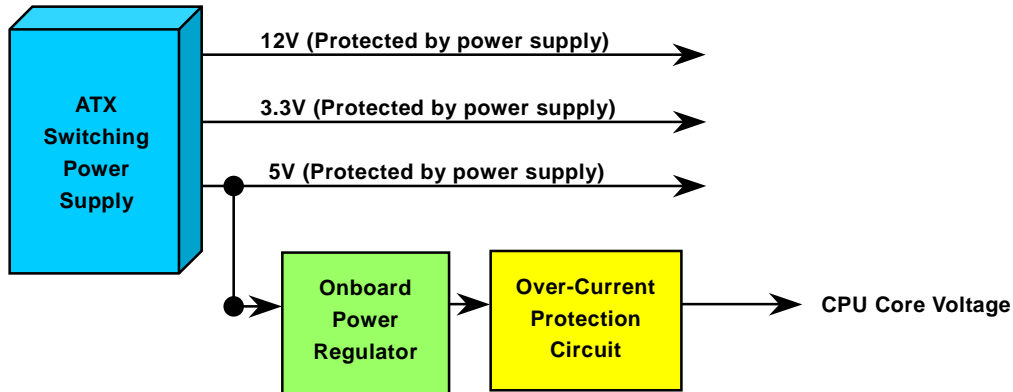 12V (Protected by power supply)
ATX
Switching
Power
Supply
3.3V (Protected by power supply)
5V (Protected by power supply)
Onboard
Power
Regulator
Over-Current
Protection
Circuit
CPU Core Voltage